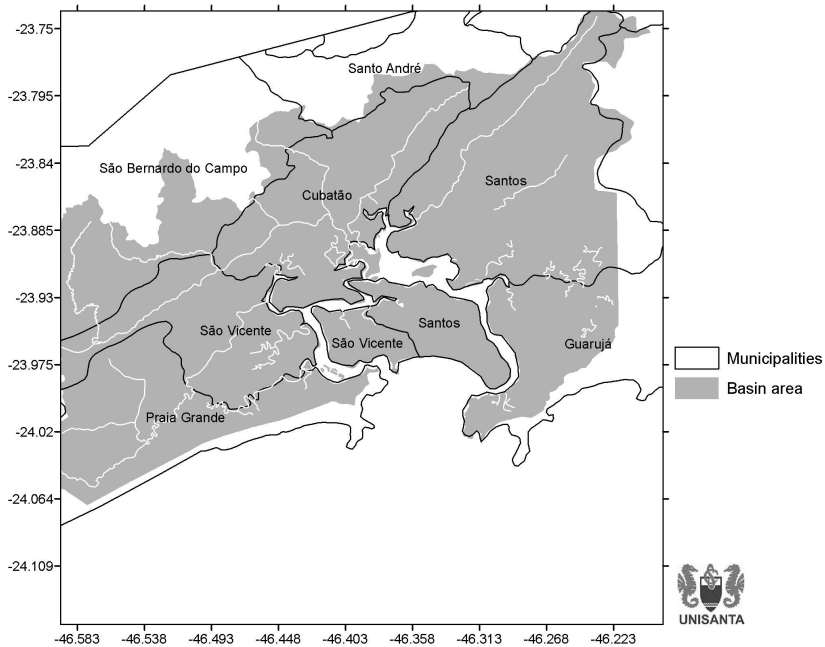 -23.75
-23.795
-23.84
-23.885
-23.93
-23.975
-24.02
-24.064
-24.109
Santo André
São Bernardo do Campo
Cubatão
Santos
São Vicente
São Vicente
Santos
Guarujá
Praia Grande
Municipalities
Basin area
UNISANTA
-46.583 -46.538 -46.493 -46.448 -46.403 -46.358 -46.313 -46.268 -46.223